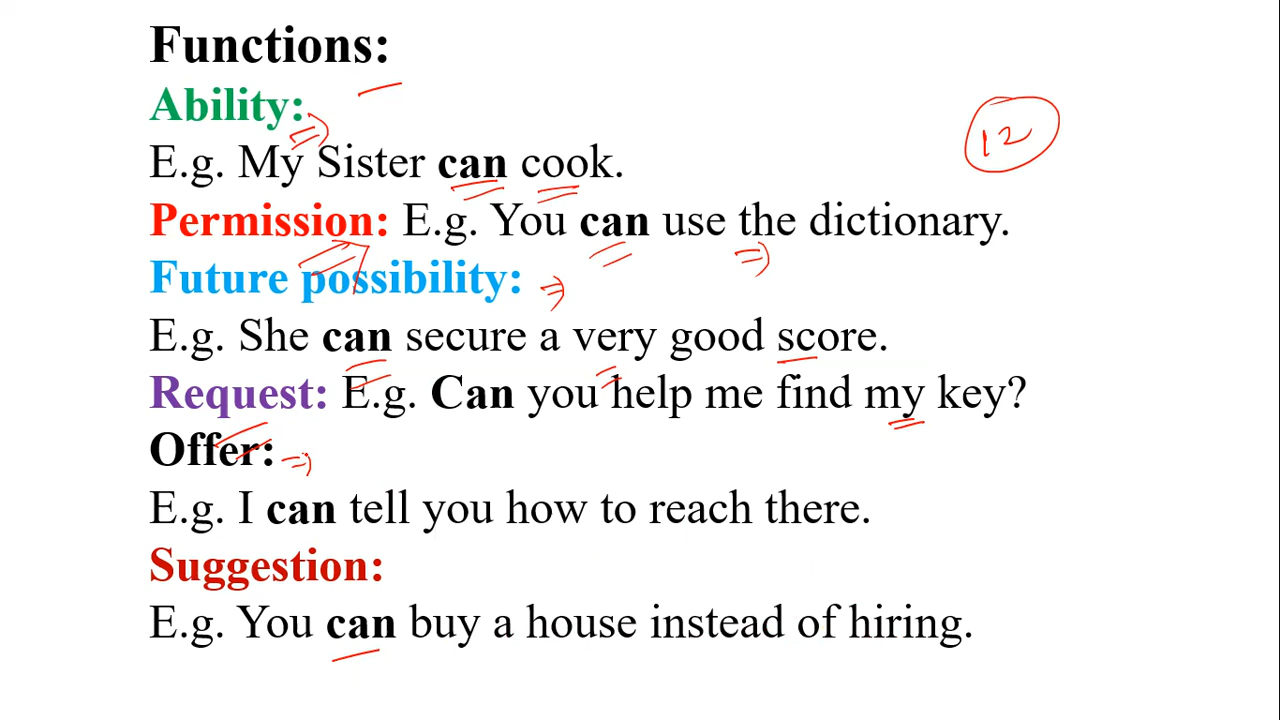 Functions:
Ability:
12
E.g. My Sister can cook.
Permission: E.g. You can use the dictionary.
Future possibility:
E.g. She can secure a very good score.
Request: E.g. Can you help me find my key?
Offer:
E.g. I can tell you how to reach there.
Suggestion:
E.g. You can buy a house instead of hiring.